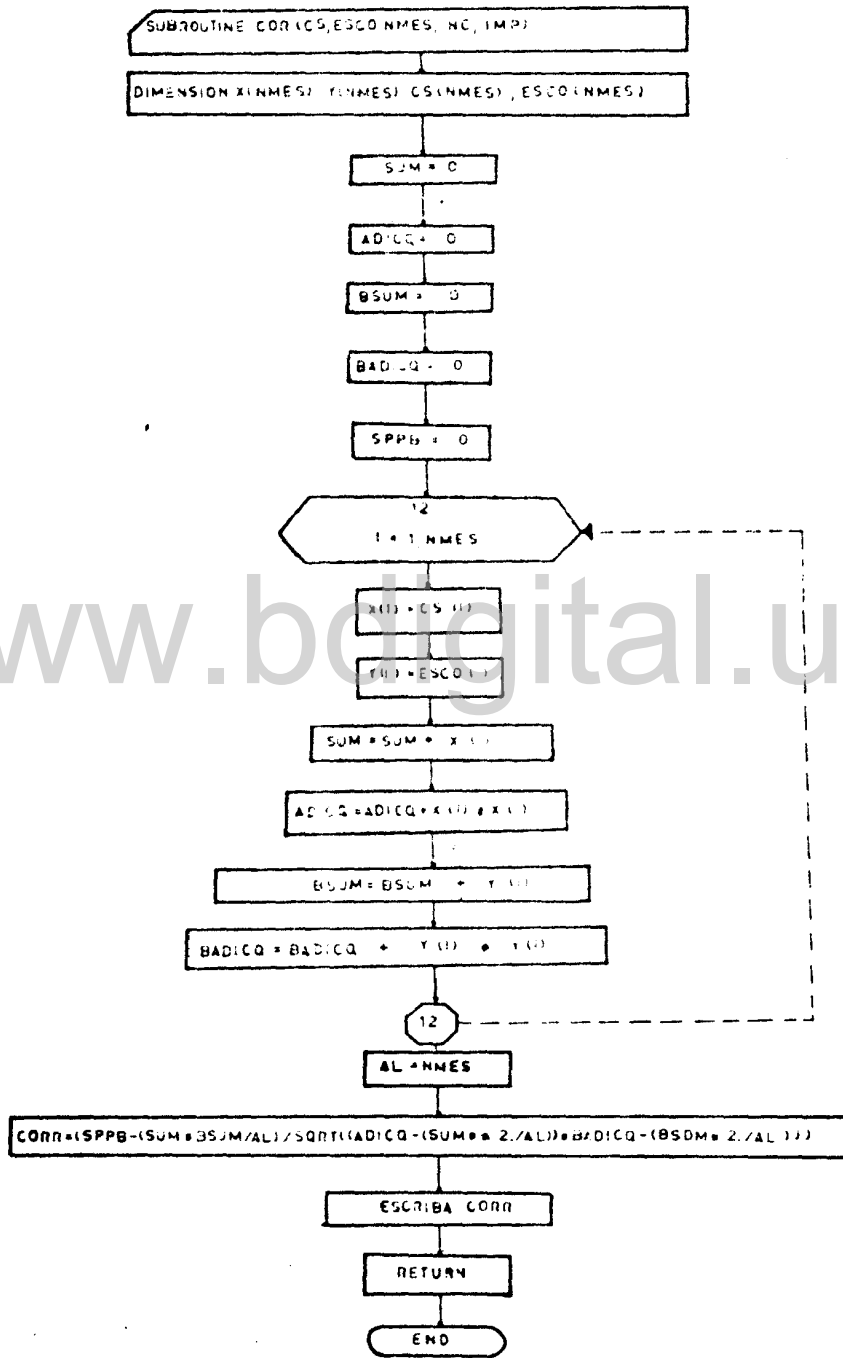 SUBROUTINE COR (CS, ESCO NMES, NC, IMP)
DIMENSION X(NMES) Y(NMES) CS(NMES), ESCO(NMES)
SUM = 0
ADICQ = 0
BSUM = 0
BADICQ = 0
SPPB = 0
12
I = 1 NMES
X(I) = CS (I)
Y(I) = ESCO (I)
SUM = SUM + X (I)
ADICQ = ADICQ + X (I) * X (I)
BSUM = BSUM + Y (I)
BADICQ = BADICQ + Y (I) * Y (I)
12
AL = NMES
CORR=(SPPB-(SUM*BSUM/AL)/SQRT((ADICQ-(SUM** 2./AL))*BADICQ-(BSUM* 2./AL )))
ESCRIBA CORR
RETURN
END
ww.bdigital.u